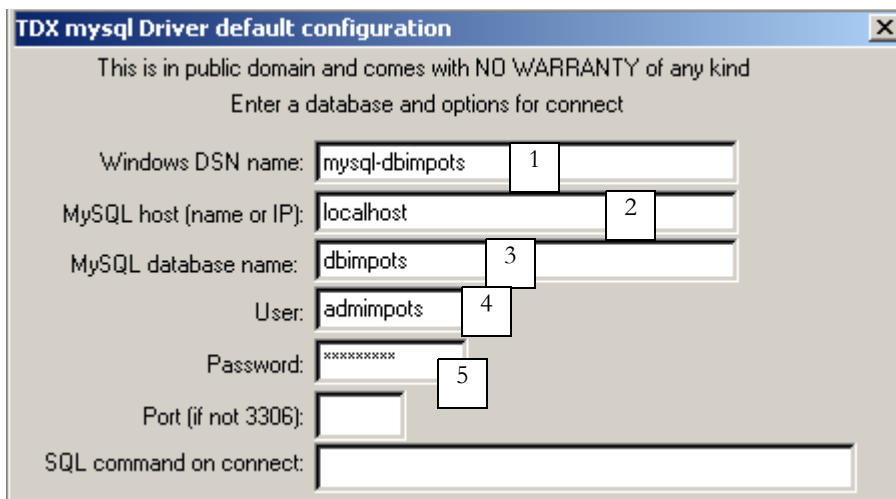 TDX mysql Driver default configuration
This is in public domain and comes with NO WARRANTY of any kind
Enter a database and options for connect
Windows DSN name: mysql-dbimpots 1
MySQL host (name or IP): localhost 2
MySQL database name: dbimpots 3
User: admimpots 4
Password: ××××××××× 5
Port (if not 3306):
SQL command on connect: